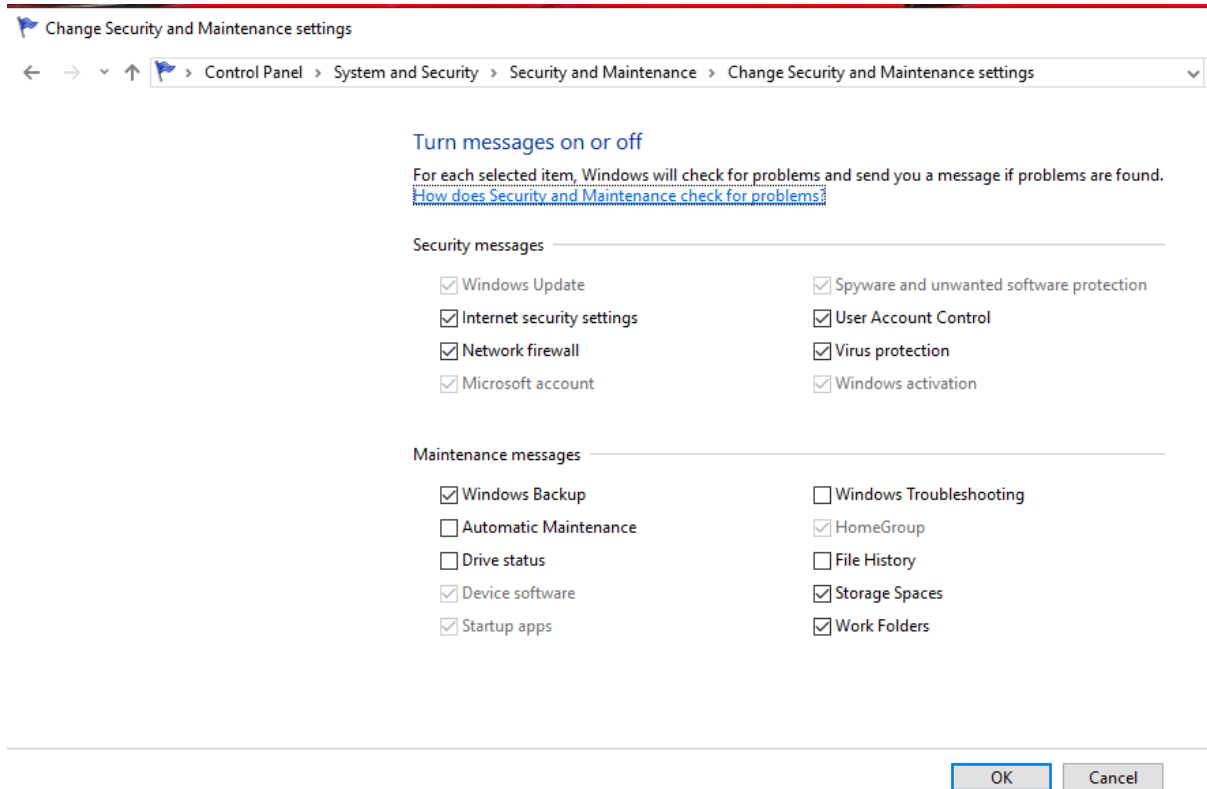 Change Security and Maintenance settings
Control Panel > System and Security > Security and Maintenance > Change Security and Maintenance settings
Turn messages on or off
For each selected item, Windows will check for problems and send you a message if problems are found.
How does Security and Maintenance check for problems?
Security messages
Windows Update
Spyware and unwanted software protection
Internet security settings
User Account Control
Network firewall
Virus protection
Microsoft account
Windows activation
Maintenance messages
Windows Backup
Windows Troubleshooting
Automatic Maintenance
HomeGroup
Drive status
File History
Device software
Storage Spaces
Startup apps
Work Folders
OK
Cancel